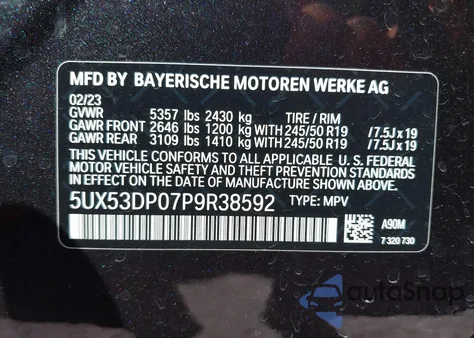 MFD BY BAYERISCHE MOTOREN WERKE AG
02/23
GVWR 5357 lbs 2430 kg TIRE / RIM
GAWR FRONT 2646 lbs 1200 kg WITH 245/50 R19 /7.5J x 19
GAWR REAR 3109 lbs 1410 kg WITH 245/50 R19 /7.5J x 19
THIS VEHICLE CONFORMS TO ALL APPLICABLE U. S. FEDERAL
MOTOR VEHICLE SAFETY AND THEFT PREVENTION STANDARDS
IN EFFECT ON THE DATE OF MANUFACTURE SHOWN ABOVE.
5UX53DP07P9R38592 TYPE: MPV
A90M
7 320 730
autoSnap